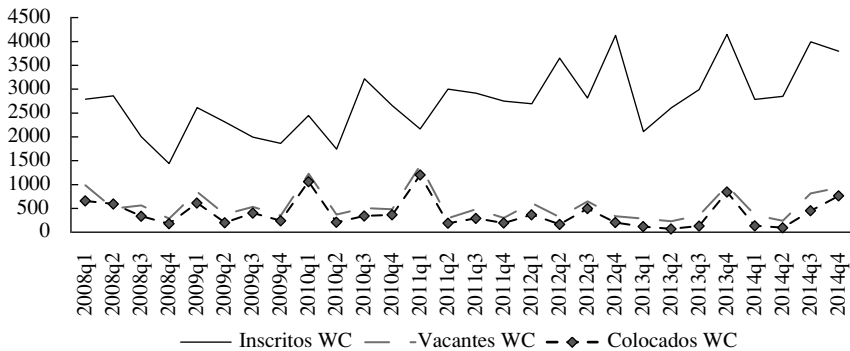 4500
4000
3500
3000
2500
2000
1500
1000
500
0
2008q1
2008q2
2008q3
2008q4
2009q1
2009q2
2009q3
2009q4
2010q1
2010q2
2010q3
2010q4
2011q1
2011q2
2011q3
2011q4
2012q1
2012q2
2012q3
2012q4
2013q1
2013q2
2013q3
2013q4
2014q1
2014q2
2014q3
2014q4
Inscritos WC Vacantes WC Colocados WC